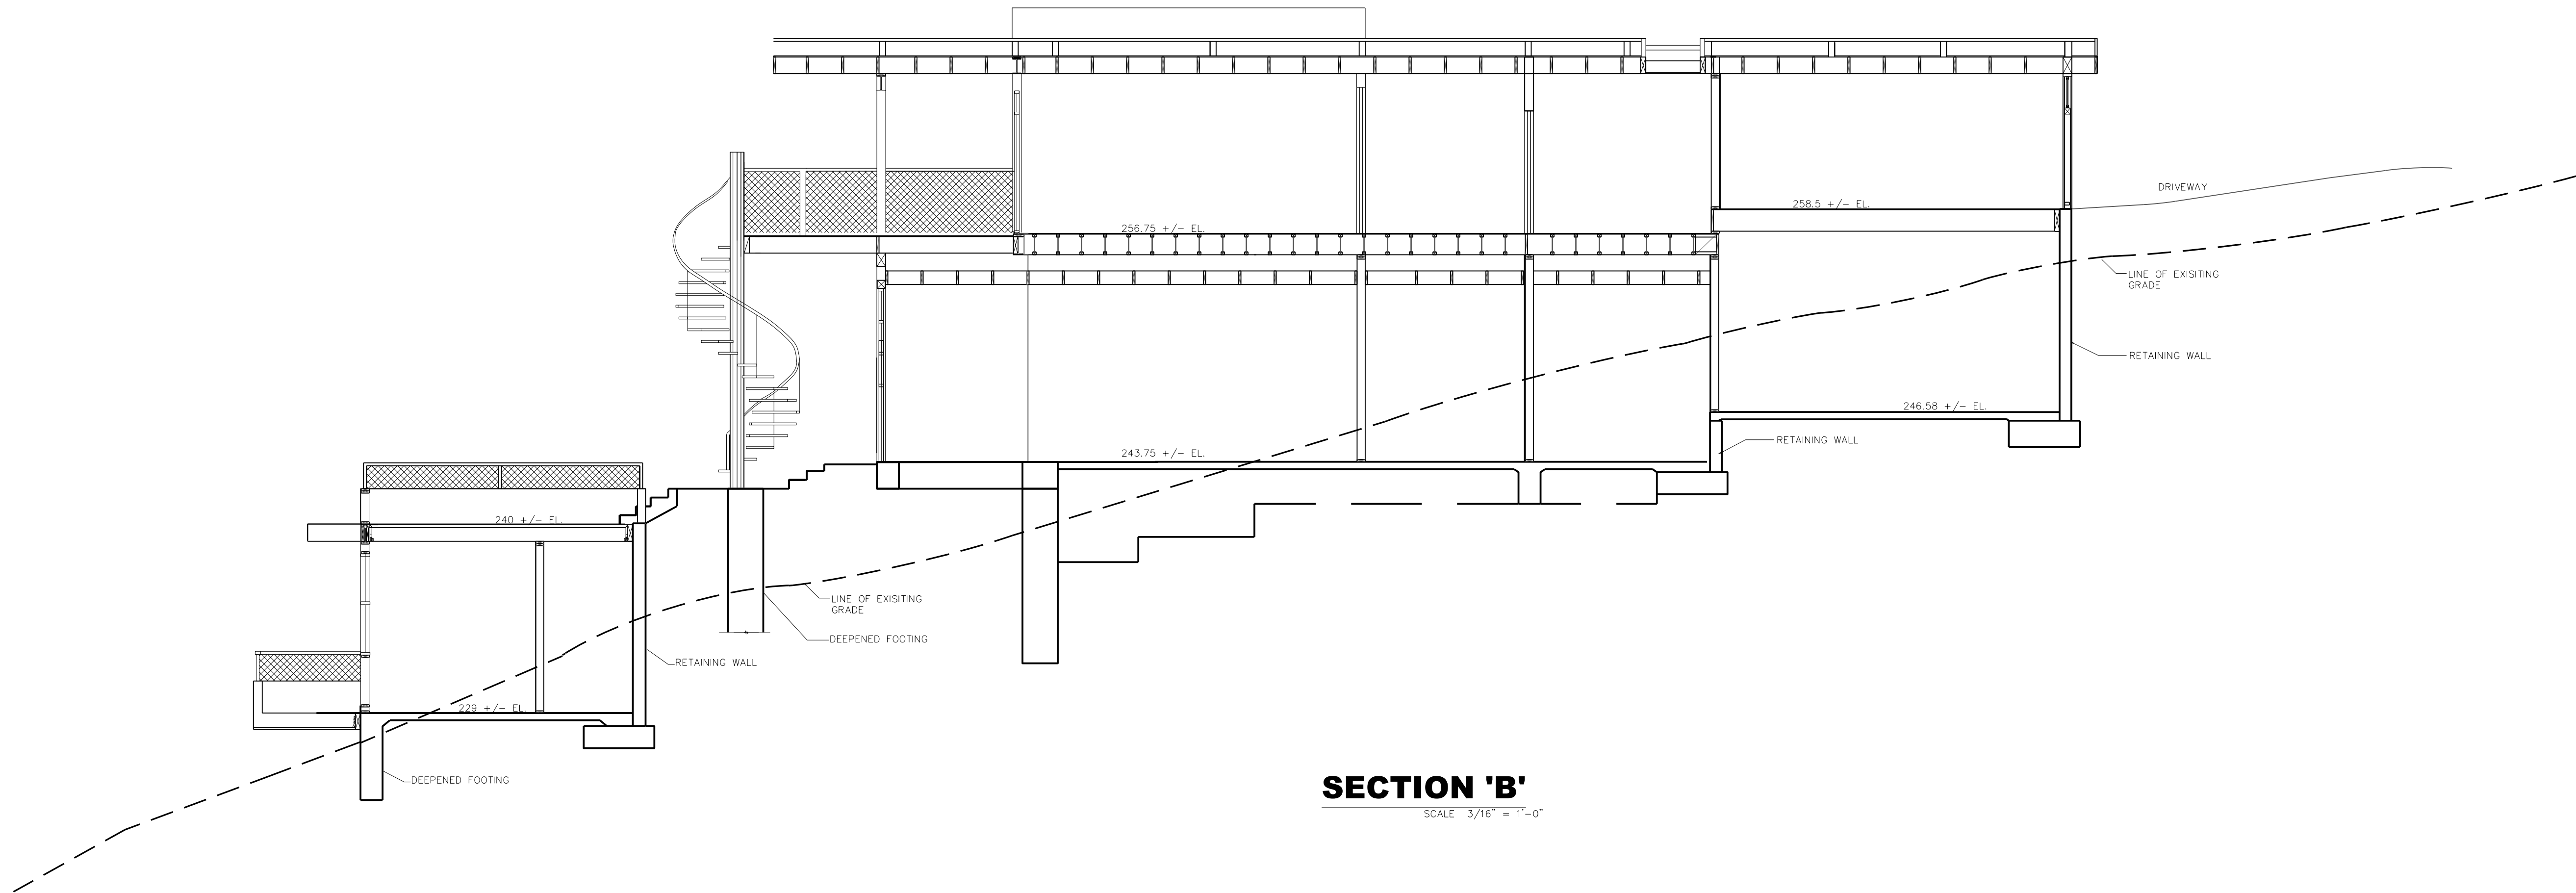 DRIVEWAY
258.5 +/- EL.
256.75 +/- EL.
LINE OF EXISITING
GRADE
RETAINING WALL
246.58 +/- EL.
RETAINING WALL
243.75 +/- EL.
240 +/- EL.
LINE OF EXISITING
GRADE
DEEPENED FOOTING
RETAINING WALL
229 +/- EL.
DEEPENED FOOTING
SECTION 'B'
SCALE 3/16" = 1'-0"